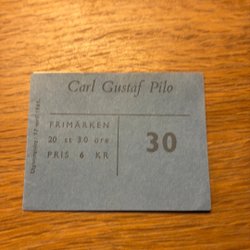 Carl Gustaf Pilo
FRIMÄRKEN
20 st 30 öre
PRIS 6 KR
30